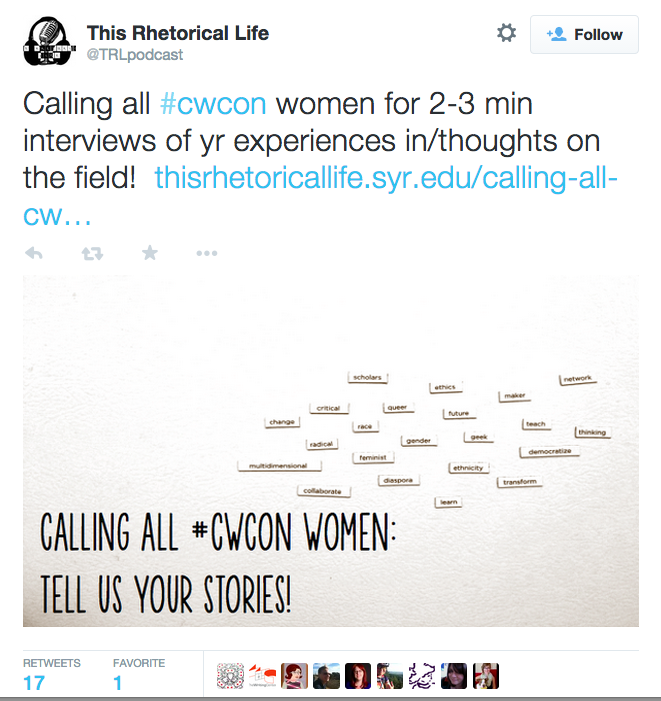 This Rhetorical Life
@TRLpodcast
Follow
Calling all #cwcon women for 2-3 min
interviews of yr experiences in/thoughts on
the field! thisrhetoricallife.syr.edu/calling-all-
cw…
scholars
network
ethics
maker
critical
queer
future
change
race
teach
thinking
radical
gender
geek
feminist
democratize
multidimensional
ethnicity
diaspora
transform
collaborate
learn
CALLING ALL #CWCON WOMEN:
TELL US YOUR STORIES!
RETWEETS
FAVORITE
17
1